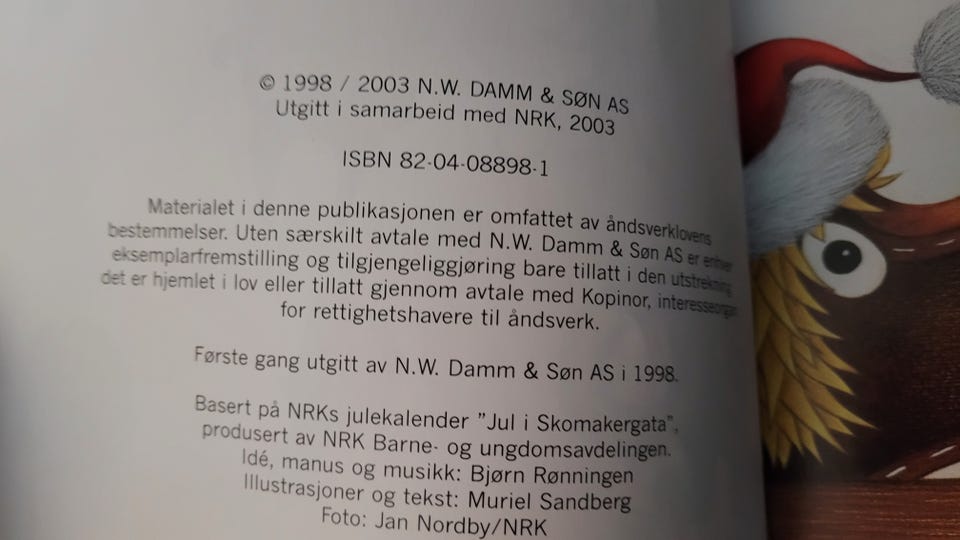 © 1998 / 2003 N.W. DAMM & SØN AS
Utgitt i samarbeid med NRK, 2003
ISBN 82-04-08898-1
Materialet i denne publikasjonen er omfattet av åndsverklovens
bestemmelser. Uten særskilt avtale med N.W. Damm & Søn AS er enhver
eksemplarfremstilling og tilgjengeliggjøring bare tillatt i den utstrekning
det er hjemlet i lov eller tillatt gjennom avtale med Kopinor, interesseorgan
for rettighetshavere til åndsverk.
Første gang utgitt av N.W. Damm & Søn AS i 1998.
Basert på NRKs julekalender "Jul i Skomakergata",
produsert av NRK Barne- og ungdomsavdelingen.
Idé, manus og musikk: Bjørn Rønningen
Illustrasjoner og tekst: Muriel Sandberg
Foto: Jan Nordby/NRK